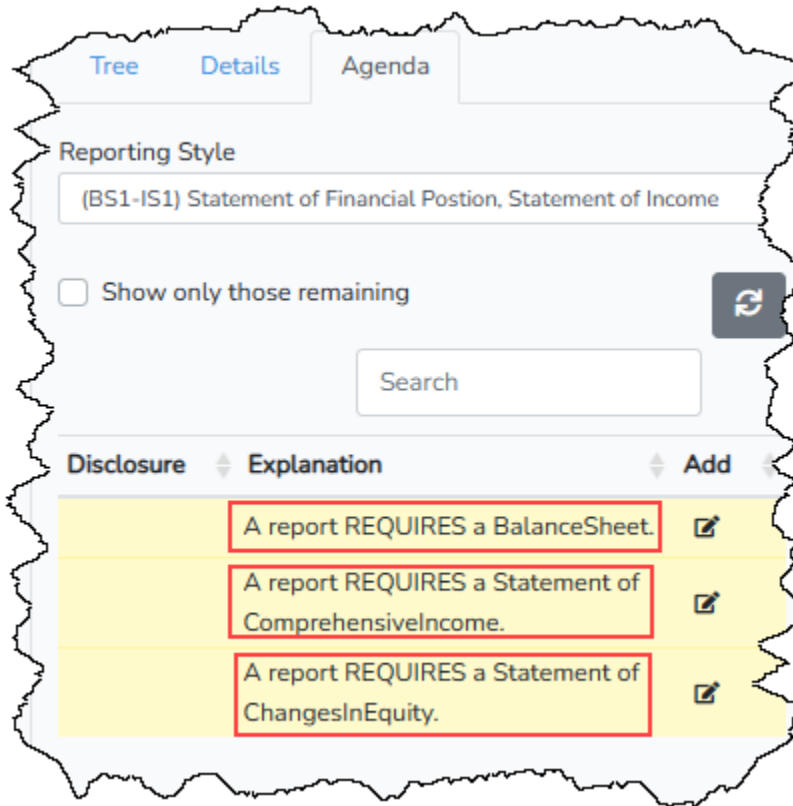 Tree Details Agenda
Reporting Style
(BS1-IS1) Statement of Financial Postion, Statement of Income
Show only those remaining
Search
Disclosure Explanation Add
A report REQUIRES a BalanceSheet.
A report REQUIRES a Statement of
ComprehensiveIncome.
A report REQUIRES a Statement of
ChangesInEquity.